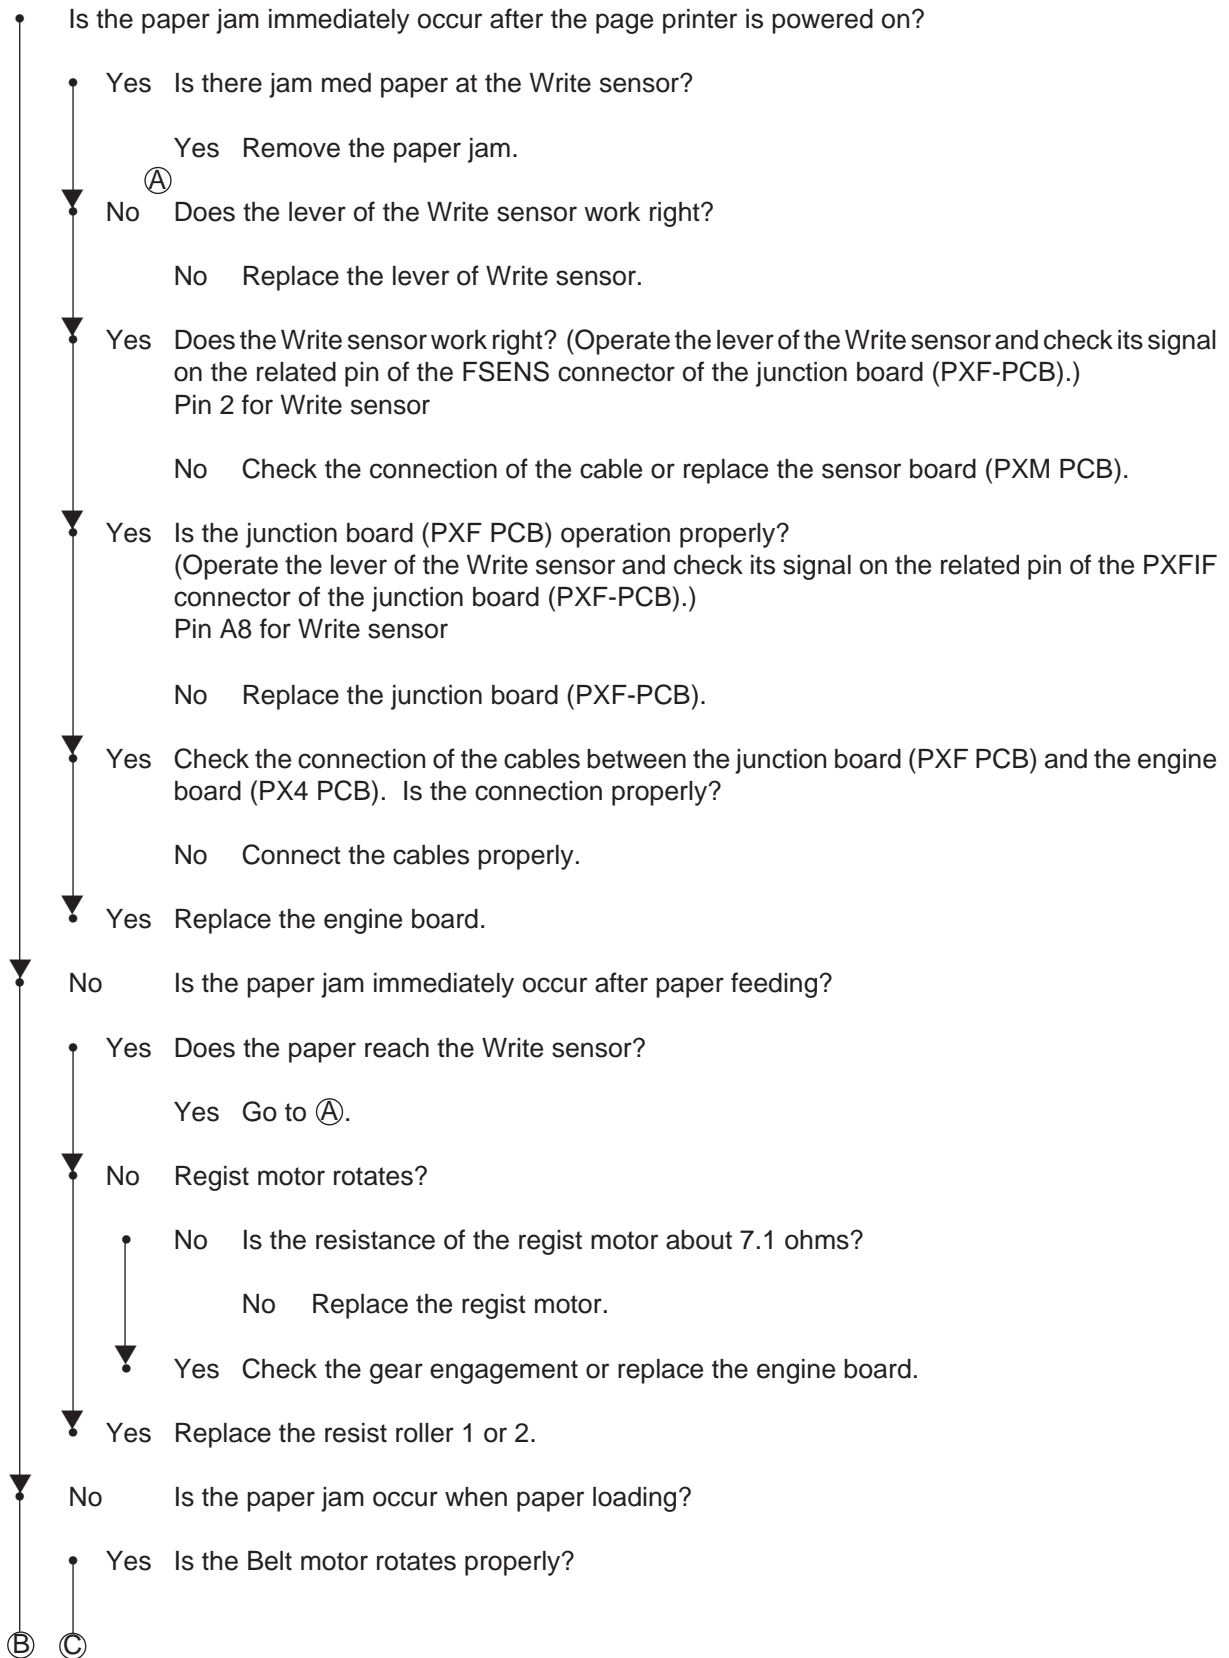 Is the paper jam immediately occur after the page printer is powered on?
Yes Is there jam med paper at the Write sensor?
Yes Remove the paper jam.
Ⓐ
No Does the lever of the Write sensor work right?
No Replace the lever of Write sensor.
Yes Does the Write sensor work right? (Operate the lever of the Write sensor and check its signal
on the related pin of the FSENS connector of the junction board (PXF-PCB).)
Pin 2 for Write sensor
No Check the connection of the cable or replace the sensor board (PXM PCB).
Yes Is the junction board (PXF PCB) operation properly?
(Operate the lever of the Write sensor and check its signal on the related pin of the PXFIF
connector of the junction board (PXF-PCB).)
Pin A8 for Write sensor
No Replace the junction board (PXF-PCB).
Yes Check the connection of the cables between the junction board (PXF PCB) and the engine
board (PX4 PCB). Is the connection properly?
No Connect the cables properly.
Yes Replace the engine board.
No Is the paper jam immediately occur after paper feeding?
Yes Does the paper reach the Write sensor?
Yes Go to Ⓐ.
No Regist motor rotates?
No Is the resistance of the regist motor about 7.1 ohms?
No Replace the regist motor.
Yes Check the gear engagement or replace the engine board.
Yes Replace the resist roller 1 or 2.
No Is the paper jam occur when paper loading?
Yes Is the Belt motor rotates properly?
Ⓑ Ⓒ